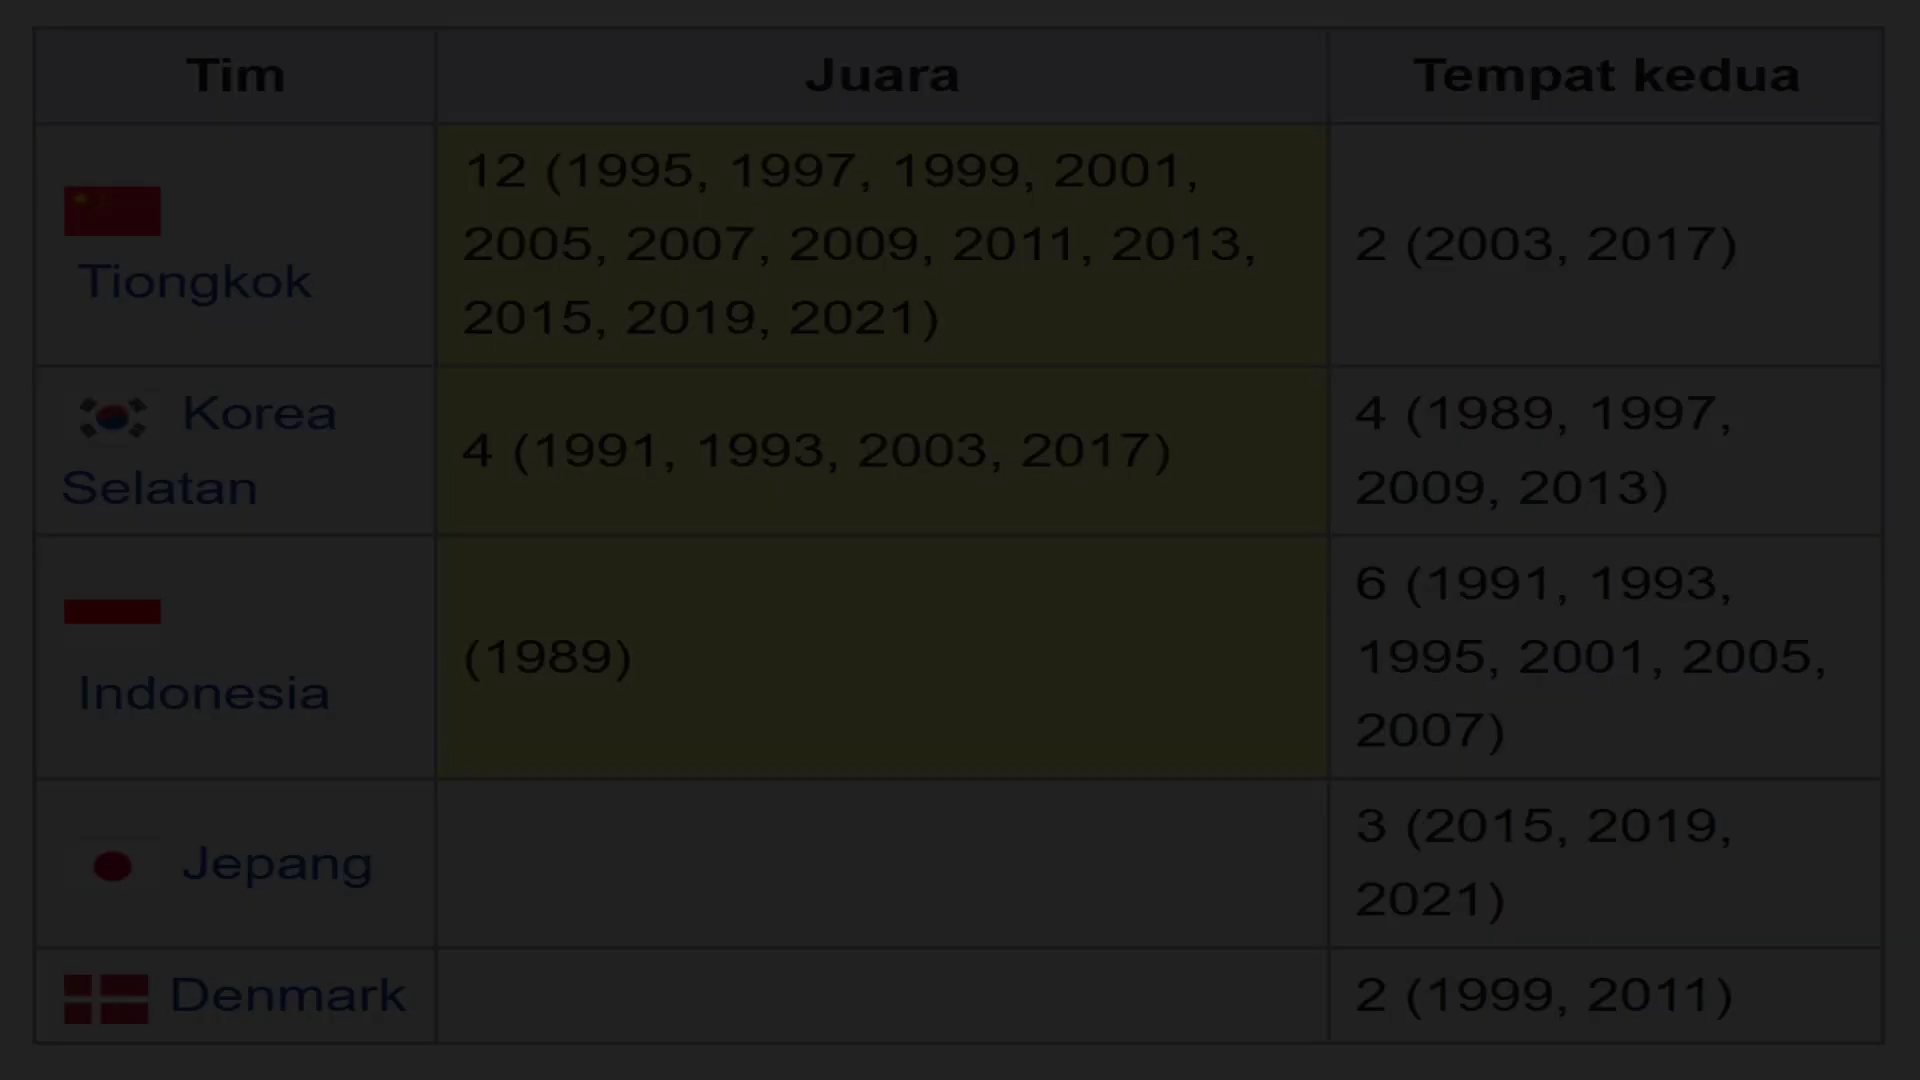 Tim Juara Tempat kedua
12 (1995, 1997, 1999, 2001,
Tiongkok 2005, 2007, 2009, 2011, 2013, 2 (2003, 2017)
2015, 2019, 2021)
Korea 4 (1989, 1997,
4 (1991, 1993, 2003, 2017)
Selatan 2009, 2013)
6 (1991, 1993,
Indonesia (1989) 1995, 2001, 2005,
2007)
Jepang 3 (2015, 2019,
2021)
Denmark 2 (1999, 2011)